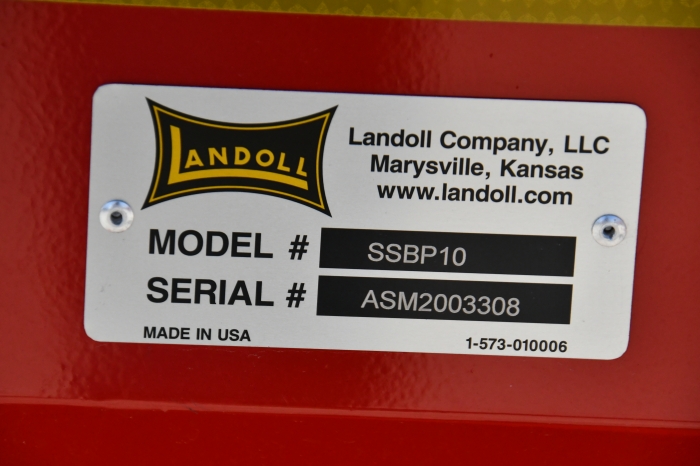 LANDOLL
Landoll Company, LLC
Marysville, Kansas
www.landoll.com
MODEL # SSBP10
SERIAL # ASM2003308
MADE IN USA
1-573-010006